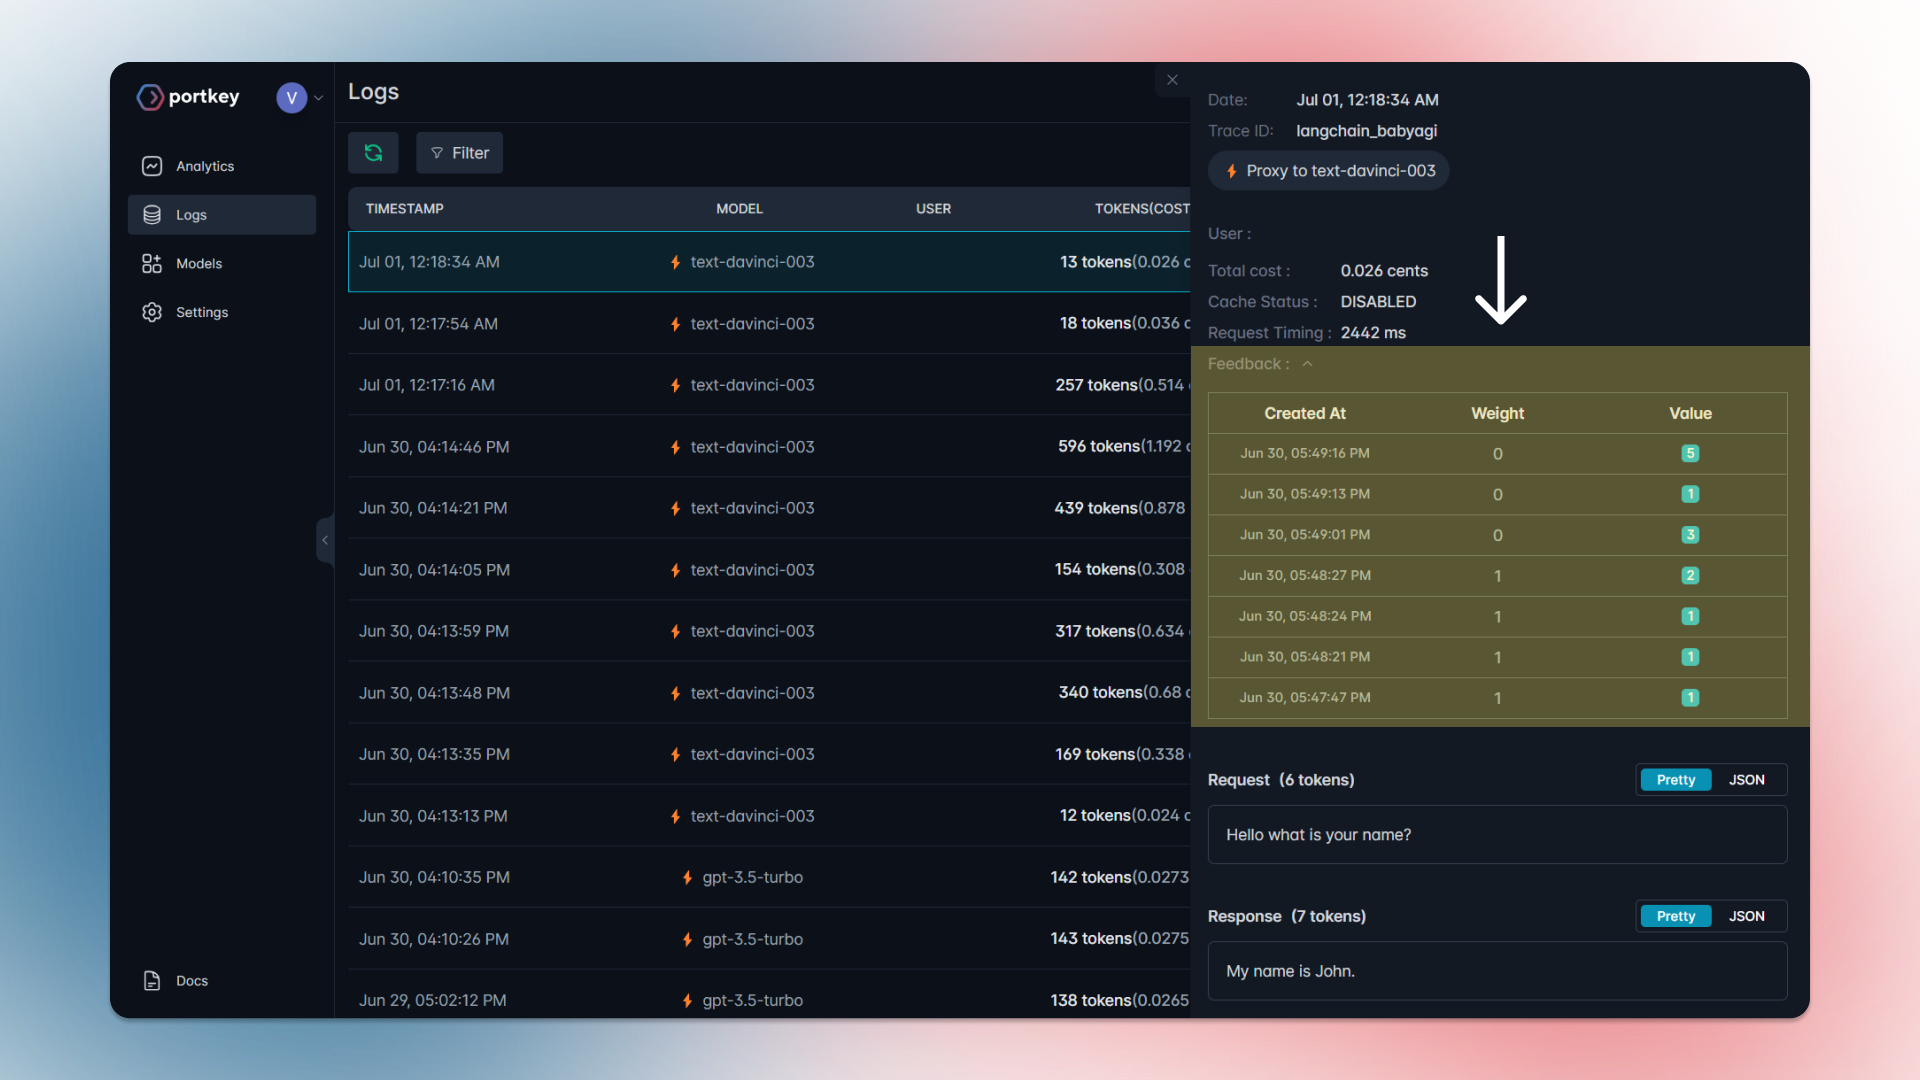 portkey
V
Analytics
Logs
Models
Settings
Docs
Logs
Filter
TIMESTAMP MODEL USER TOKENS(COST
Jul 01, 12:18:34 AM text-davinci-003 13 tokens(0.026 c
Jul 01, 12:17:54 AM text-davinci-003 18 tokens(0.036 c
Jul 01, 12:17:16 AM text-davinci-003 257 tokens(0.514
Jun 30, 04:14:46 PM text-davinci-003 596 tokens(1.192 c
Jun 30, 04:14:21 PM text-davinci-003 439 tokens(0.878
Jun 30, 04:14:05 PM text-davinci-003 154 tokens(0.308
Jun 30, 04:13:59 PM text-davinci-003 317 tokens(0.634
Jun 30, 04:13:48 PM text-davinci-003 340 tokens(0.68 c
Jun 30, 04:13:35 PM text-davinci-003 169 tokens(0.338
Jun 30, 04:13:13 PM text-davinci-003 12 tokens(0.024 c
Jun 30, 04:10:35 PM gpt-3.5-turbo 142 tokens(0.0273
Jun 30, 04:10:26 PM gpt-3.5-turbo 143 tokens(0.0275
Jun 29, 05:02:12 PM gpt-3.5-turbo 138 tokens(0.0265
Date: Jul 01, 12:18:34 AM
Trace ID: langchain_babyagi
Proxy to text-davinci-003
User :
Total cost : 0.026 cents
Cache Status : DISABLED
Request Timing : 2442 ms
Feedback :
Created At Weight Value
Jun 30, 05:49:16 PM 0 5
Jun 30, 05:49:13 PM 0 1
Jun 30, 05:49:01 PM 0 3
Jun 30, 05:48:27 PM 1 2
Jun 30, 05:48:24 PM 1 1
Jun 30, 05:48:21 PM 1 1
Jun 30, 05:47:47 PM 1 1
Request (6 tokens) Pretty JSON
Hello what is your name?
Response (7 tokens) Pretty JSON
My name is John.